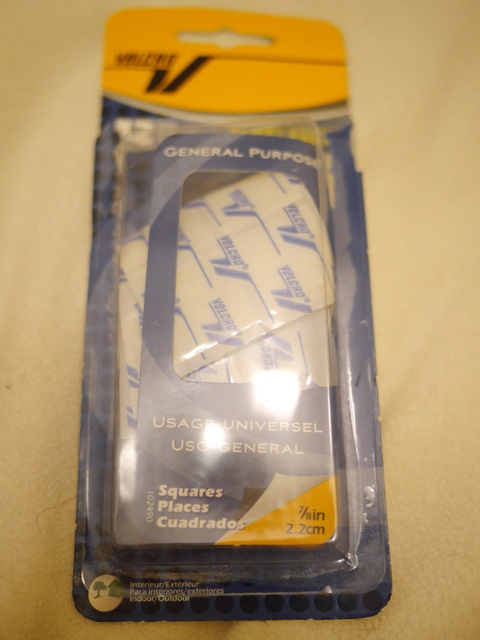 VELCRO
12
GENERAL PURPOSE
VELCRO®
VELCRO®
VELCRO®
VELCRO®
USAGE UNIVERSEL
USO GENERAL
Squares
Places
Cuadrados
7/8in
2.2cm
102490
Intérieur/Extérieur
Para interiores/exteriores
Indoor/Outdoor